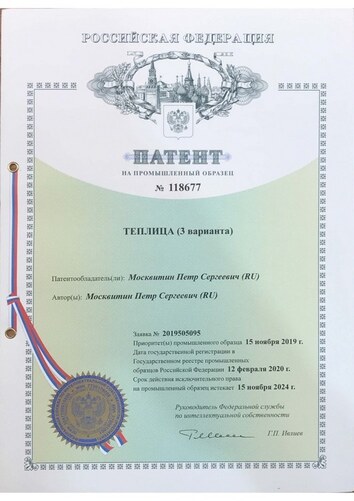 РОССИЙСКАЯ ФЕДЕРАЦИЯ
ПАТЕНТ
НА ПРОМЫШЛЕННЫЙ ОБРАЗЕЦ
№ 118677
ТЕПЛИЦА (3 варианта)
Патентообладатель(ли): Москвитин Петр Сергеевич (RU)
Автор(ы): Москвитин Петр Сергеевич (RU)
Заявка № 2019505095
Приоритет(ы) промышленного образца 15 ноября 2019 г.
Дата государственной регистрации в
Государственном реестре промышленных
образцов Российской Федерации 12 февраля 2020 г.
Срок действия исключительного права
на промышленный образец истекает 15 ноября 2024 г.
Руководитель Федеральной службы
по интеллектуальной собственности
Г.П. Ивлиев